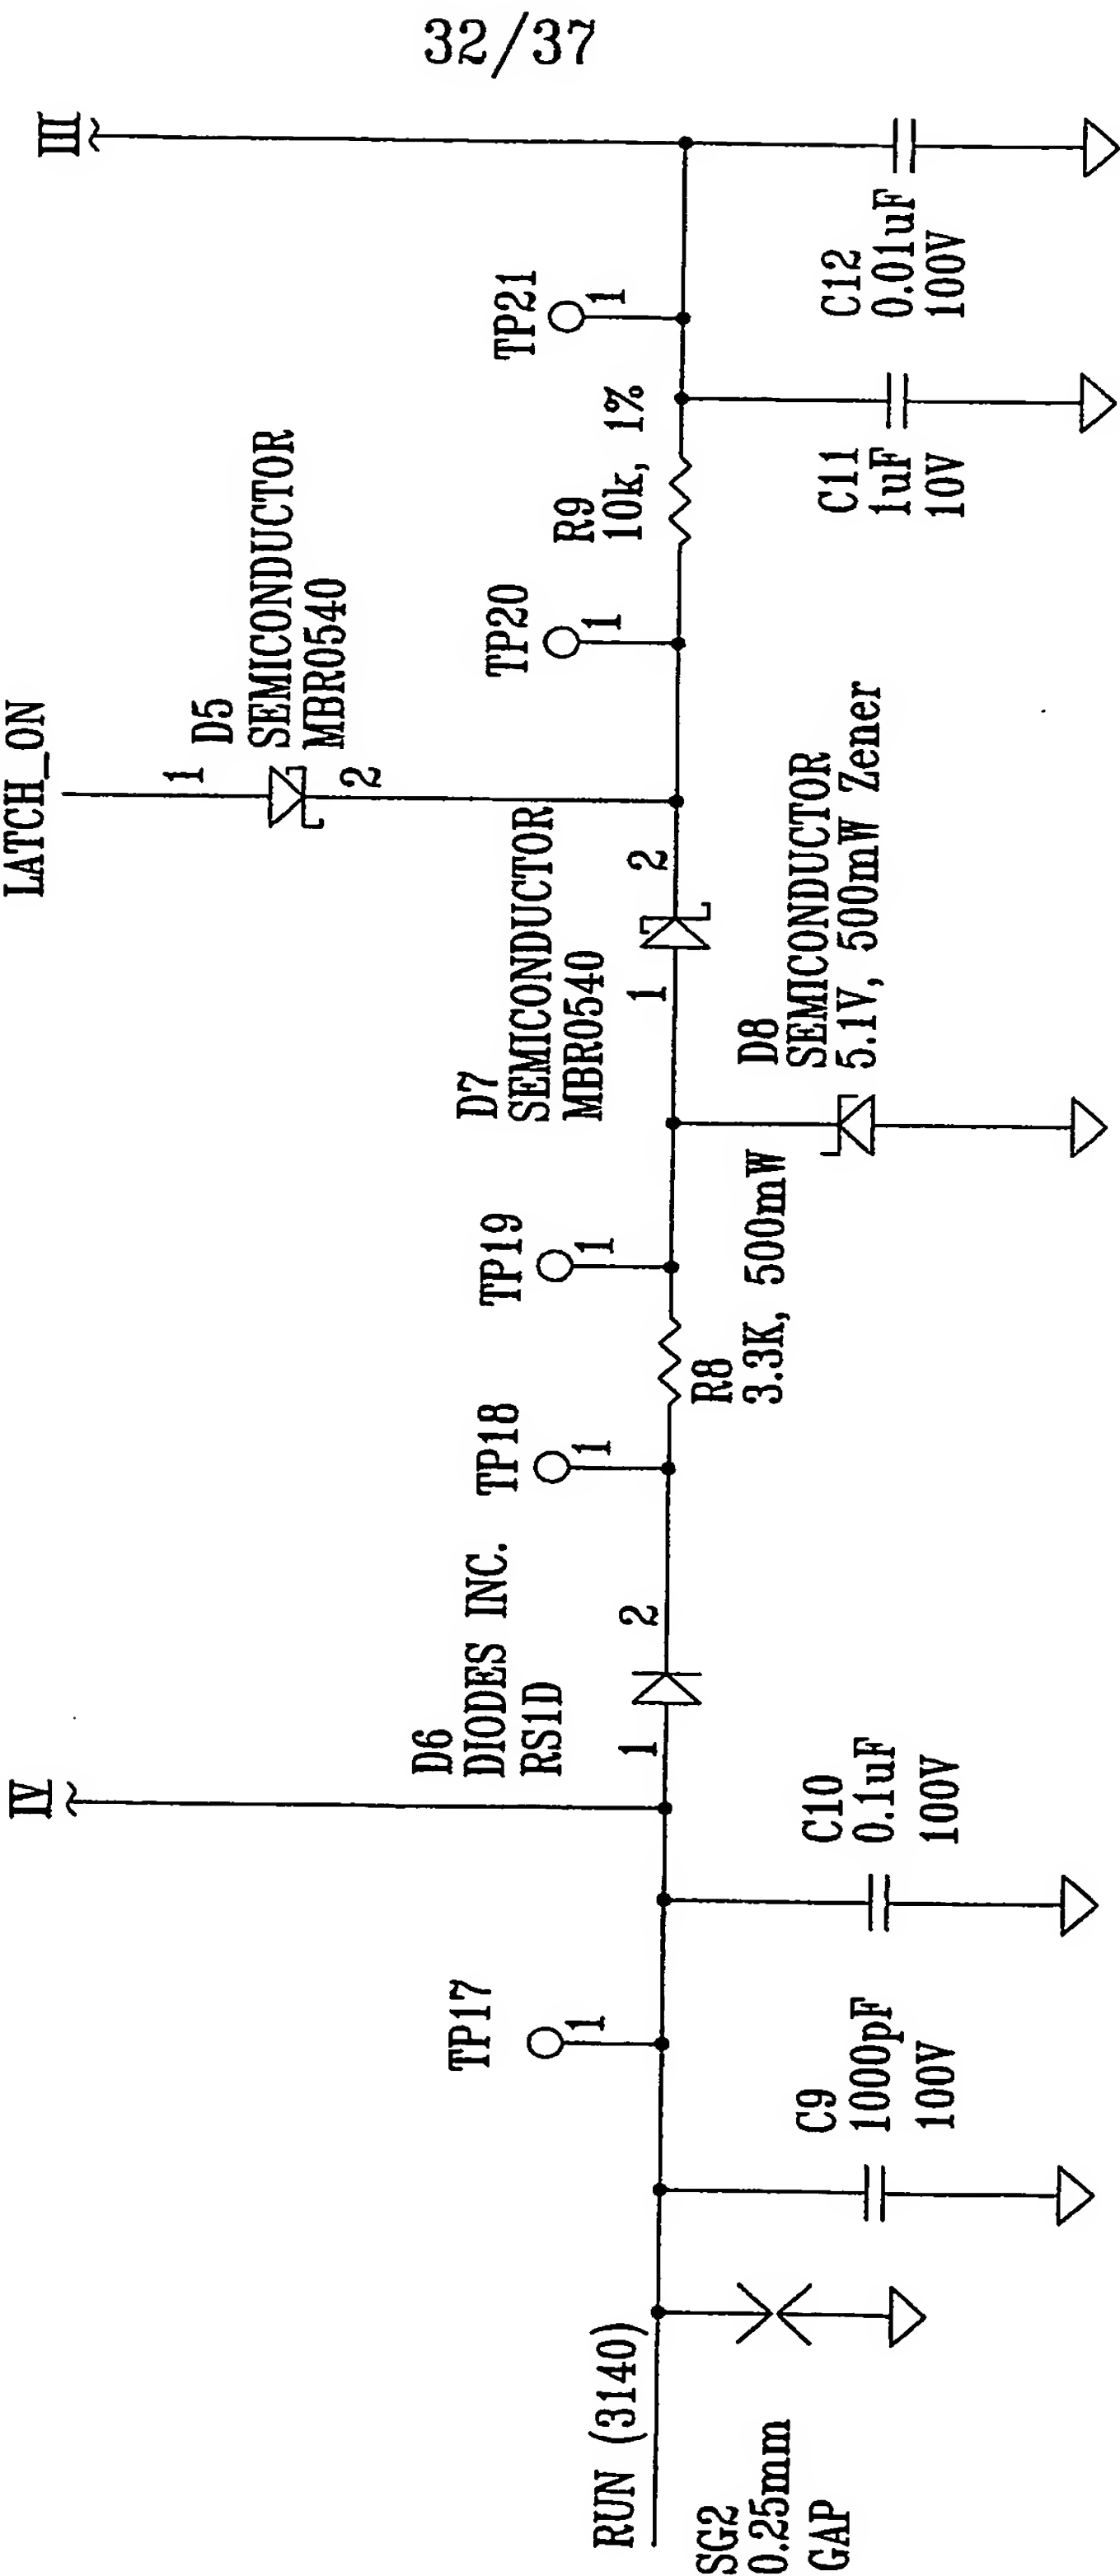 32/37
III
IV
LATCH_ON
D5
SEMICONDUCTOR
MBR0540
1
2
TP21
1
TP20
1
R9
10k, 1%
C12
0.01uF
100V
C11
1uF
10V
D7
SEMICONDUCTOR
MBR0540
1
2
D8
SEMICONDUCTOR
5.1V, 500mW Zener
TP19
1
TP18
1
R8
3.3K, 500mW
D6
DIODES INC.
RS1D
1
2
C10
0.1uF
100V
TP17
1
C9
1000pF
100V
RUN (3140)
SG2
0.25mm
GAP